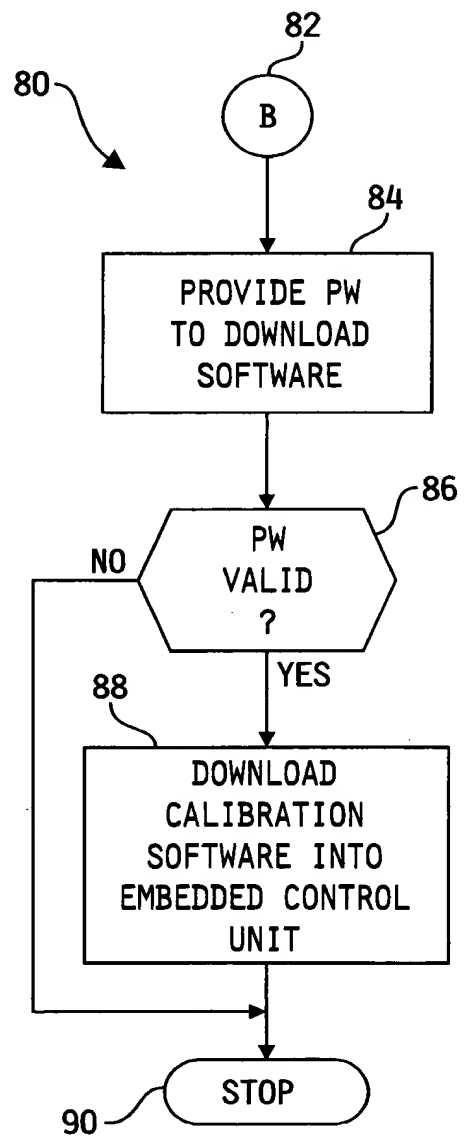 82
80
B
84
PROVIDE PW
TO DOWNLOAD
SOFTWARE
86
PW
VALID
?
NO
YES
88
DOWNLOAD
CALIBRATION
SOFTWARE INTO
EMBEDDED CONTROL
UNIT
STOP
90